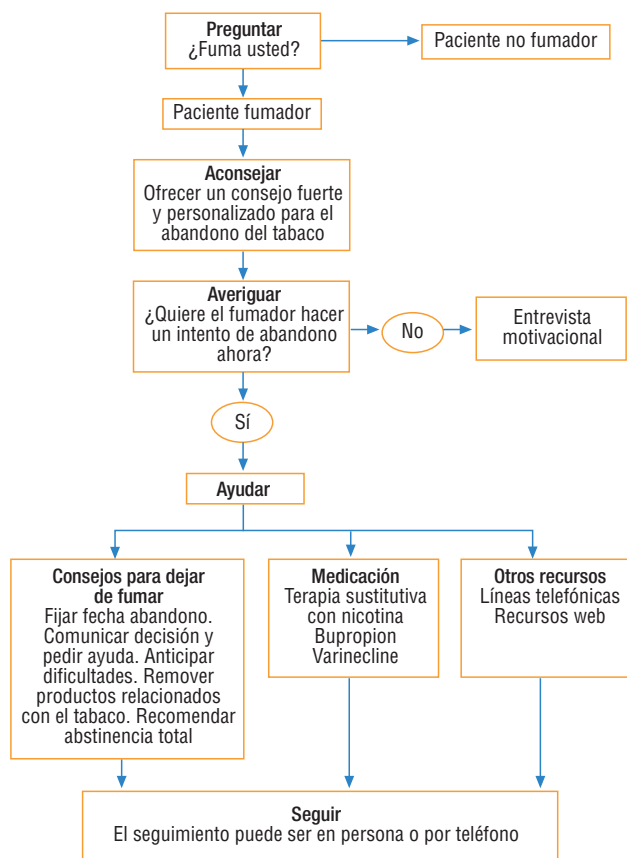 Preguntar
¿Fuma usted?
Paciente no fumador
Paciente fumador
Aconsejar
Ofrecer un consejo fuerte
y personalizado para el
abandono del tabaco
Averiguar
¿Quiere el fumador hacer
un intento de abandono
ahora?
No
Entrevista
motivacional
Sí
Ayudar
Consejos para dejar
de fumar
Fijar fecha abandono.
Comunicar decisión y
pedir ayuda. Anticipar
dificultades. Remover
productos relacionados
con el tabaco. Recomendar
abstinencia total
Medicación
Terapia sustitutiva
con nicotina
Bupropion
Varinecline
Otros recursos
Líneas telefónicas
Recursos web
Seguir
El seguimiento puede ser en persona o por teléfono